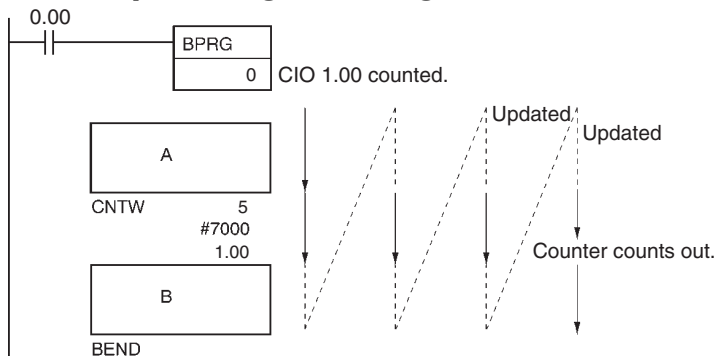 0.00
BPRG
0 CIO 1.00 counted.
Updated
Updated
A
CNTW 5
#7000
1.00
Counter counts out.
B
BEND